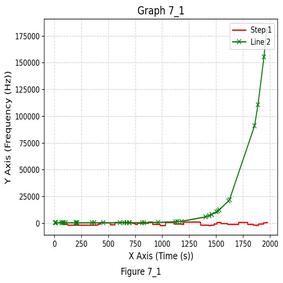 Graph 7_1
Step 1
Line 2
Y Axis (Frequency (Hz))
175000
150000
125000
100000
75000
50000
25000
0
0 250 500 750 1000 1250 1500 1750 2000
X Axis (Time (s))
Figure 7_1